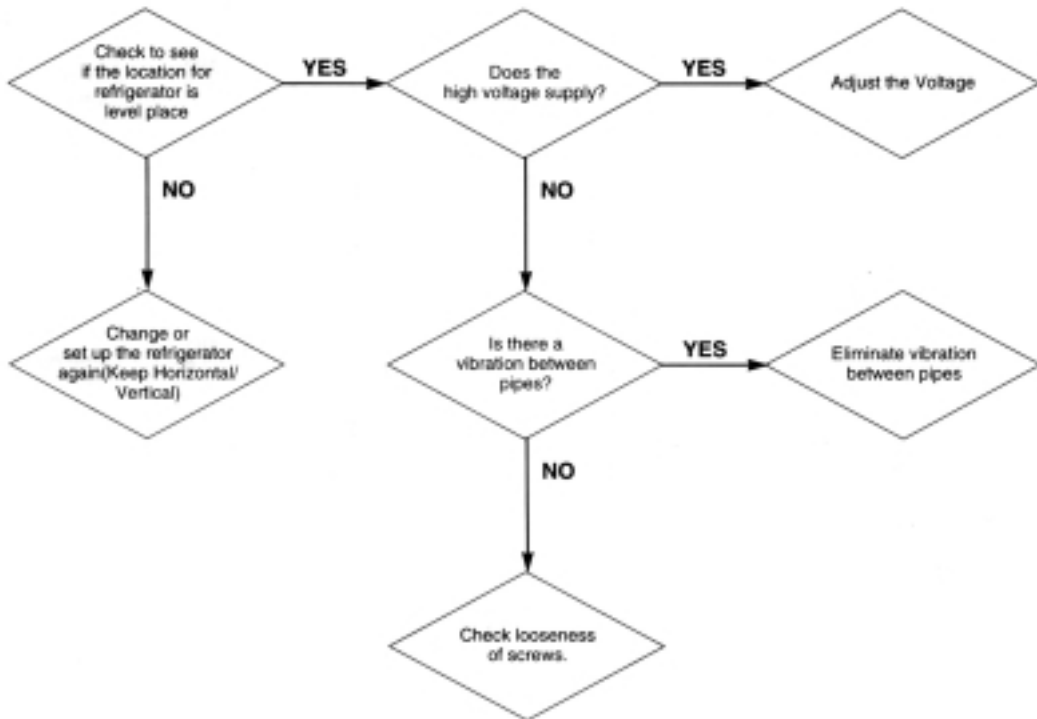 Check to see
if the location for
refrigerator is
level place
YES
Does the
high voltage supply?
YES
Adjust the Voltage
NO
NO
Change or
set up the refrigerator
again(Keep Horizontal/
Vertical)
Is there a
vibration between
pipes?
YES
Eliminate vibration
between pipes
NO
Check looseness
of screws.